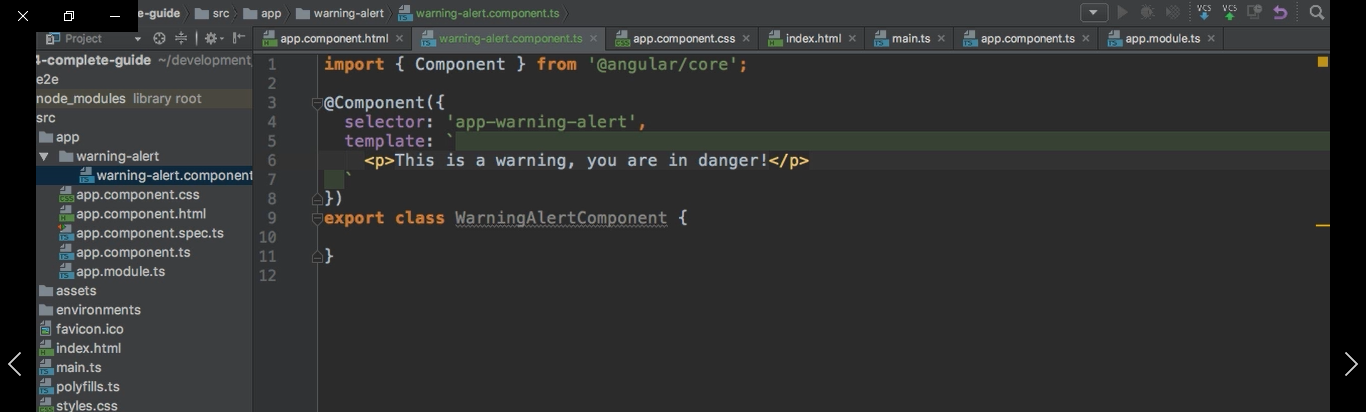 e-guide src app warning-alert warning-alert.component.ts VCS VCS
Project app.component.html warning-alert.component.ts app.component.css index.html main.ts app.component.ts app.module.ts
4-complete-guide ~/development
e2e
node_modules library root
src
app
warning-alert
warning-alert.component
app.component.css
app.component.html
app.component.spec.ts
app.component.ts
app.module.ts
assets
environments
favicon.ico
index.html
main.ts
polyfills.ts
styles.css
1 import { Component } from '@angular/core';
2
3 @Component({
4 selector: 'app-warning-alert',
5 template: `
6 <p>This is a warning, you are in danger!</p>
7 `
8 })
9 export class WarningAlertComponent {
10
11 }
12